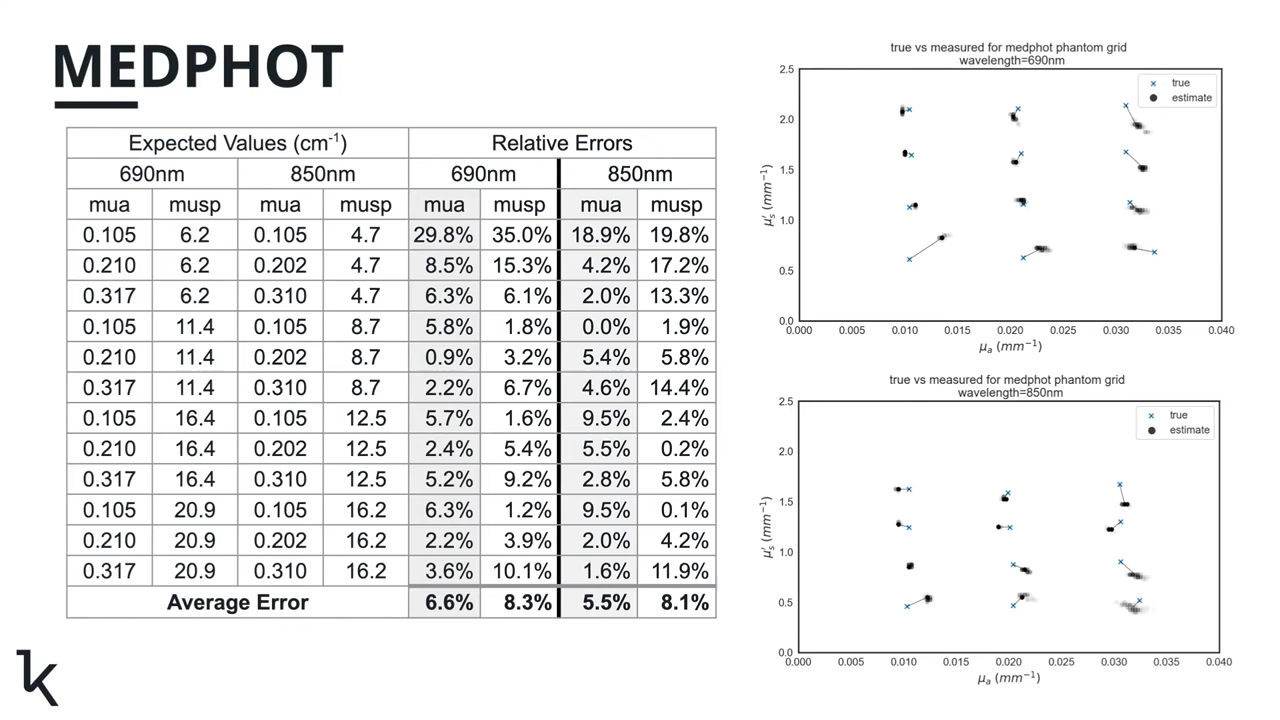 MEDPHOT
Expected Values (cm-1) Relative Errors
690nm 850nm 690nm 850nm
mua musp mua musp mua musp mua musp
0.105 6.2 0.105 4.7 29.8% 35.0% 18.9% 19.8%
0.210 6.2 0.202 4.7 8.5% 15.3% 4.2% 17.2%
0.317 6.2 0.310 4.7 6.3% 6.1% 2.0% 13.3%
0.105 11.4 0.105 8.7 5.8% 1.8% 0.0% 1.9%
0.210 11.4 0.202 8.7 0.9% 3.2% 5.4% 5.8%
0.317 11.4 0.310 8.7 2.2% 6.7% 4.6% 14.4%
0.105 16.4 0.105 12.5 5.7% 1.6% 9.5% 2.4%
0.210 16.4 0.202 12.5 2.4% 5.4% 5.5% 0.2%
0.317 16.4 0.310 12.5 5.2% 9.2% 2.8% 5.8%
0.105 20.9 0.105 16.2 6.3% 1.2% 9.5% 0.1%
0.210 20.9 0.202 16.2 2.2% 3.9% 2.0% 4.2%
0.317 20.9 0.310 16.2 3.6% 10.1% 1.6% 11.9%
Average Error 6.6% 8.3% 5.5% 8.1%
k
true vs measured for medphot phantom grid
wavelength=690nm
true
estimate
2.5
2.0
1.5
1.0
0.5
0.0
μ′s (mm−1)
0.000 0.005 0.010 0.015 0.020 0.025 0.030 0.035 0.040
μa (mm−1)
true vs measured for medphot phantom grid
wavelength=850nm
true
estimate
2.5
2.0
1.5
1.0
0.5
0.0
μ′s (mm−1)
0.000 0.005 0.010 0.015 0.020 0.025 0.030 0.035 0.040
μa (mm−1)